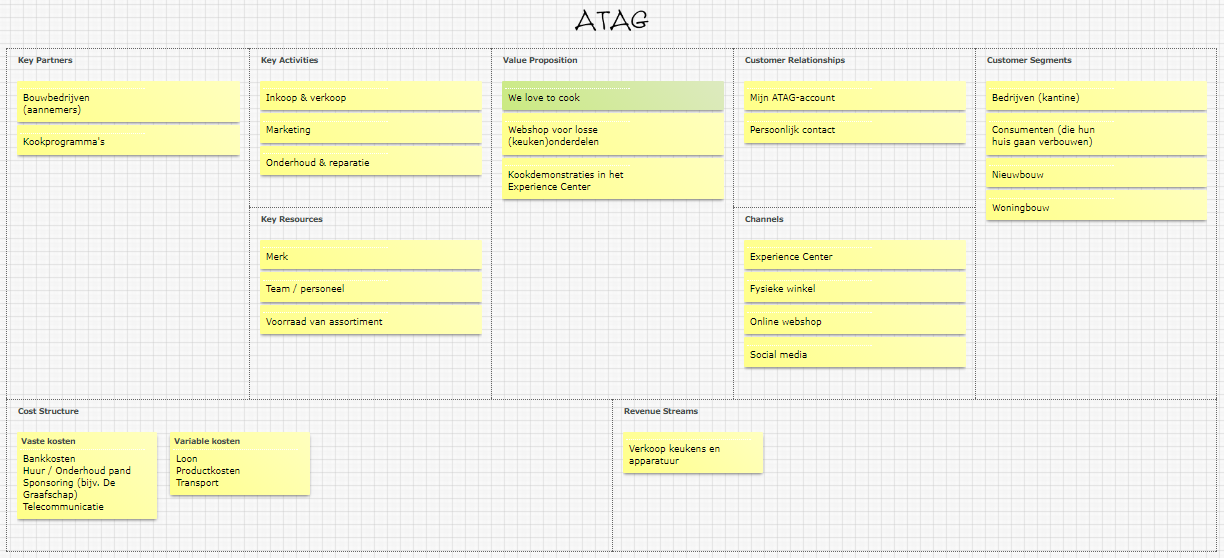 ATAG
Key Partners
Bouwbedrijven
(aannemers)
Kookprogramma's
Key Activities
Inkoop & verkoop
Marketing
Onderhoud & reparatie
Key Resources
Merk
Team / personeel
Voorraad van assortiment
Value Proposition
We love to cook
Webshop voor losse
(keuken)onderdelen
Kookdemonstraties in het
Experience Center
Customer Relationships
Mijn ATAG-account
Persoonlijk contact
Channels
Experience Center
Fysieke winkel
Online webshop
Social media
Customer Segments
Bedrijven (kantine)
Consumenten (die hun
huis gaan verbouwen)
Nieuwbouw
Woningbouw
Cost Structure
Vaste kosten
Bankkosten
Huur / Onderhoud pand
Sponsoring (bijv. De
Graafschap)
Telecommunicatie
Variable kosten
Loon
Productkosten
Transport
Revenue Streams
Verkoop keukens en
apparatuur